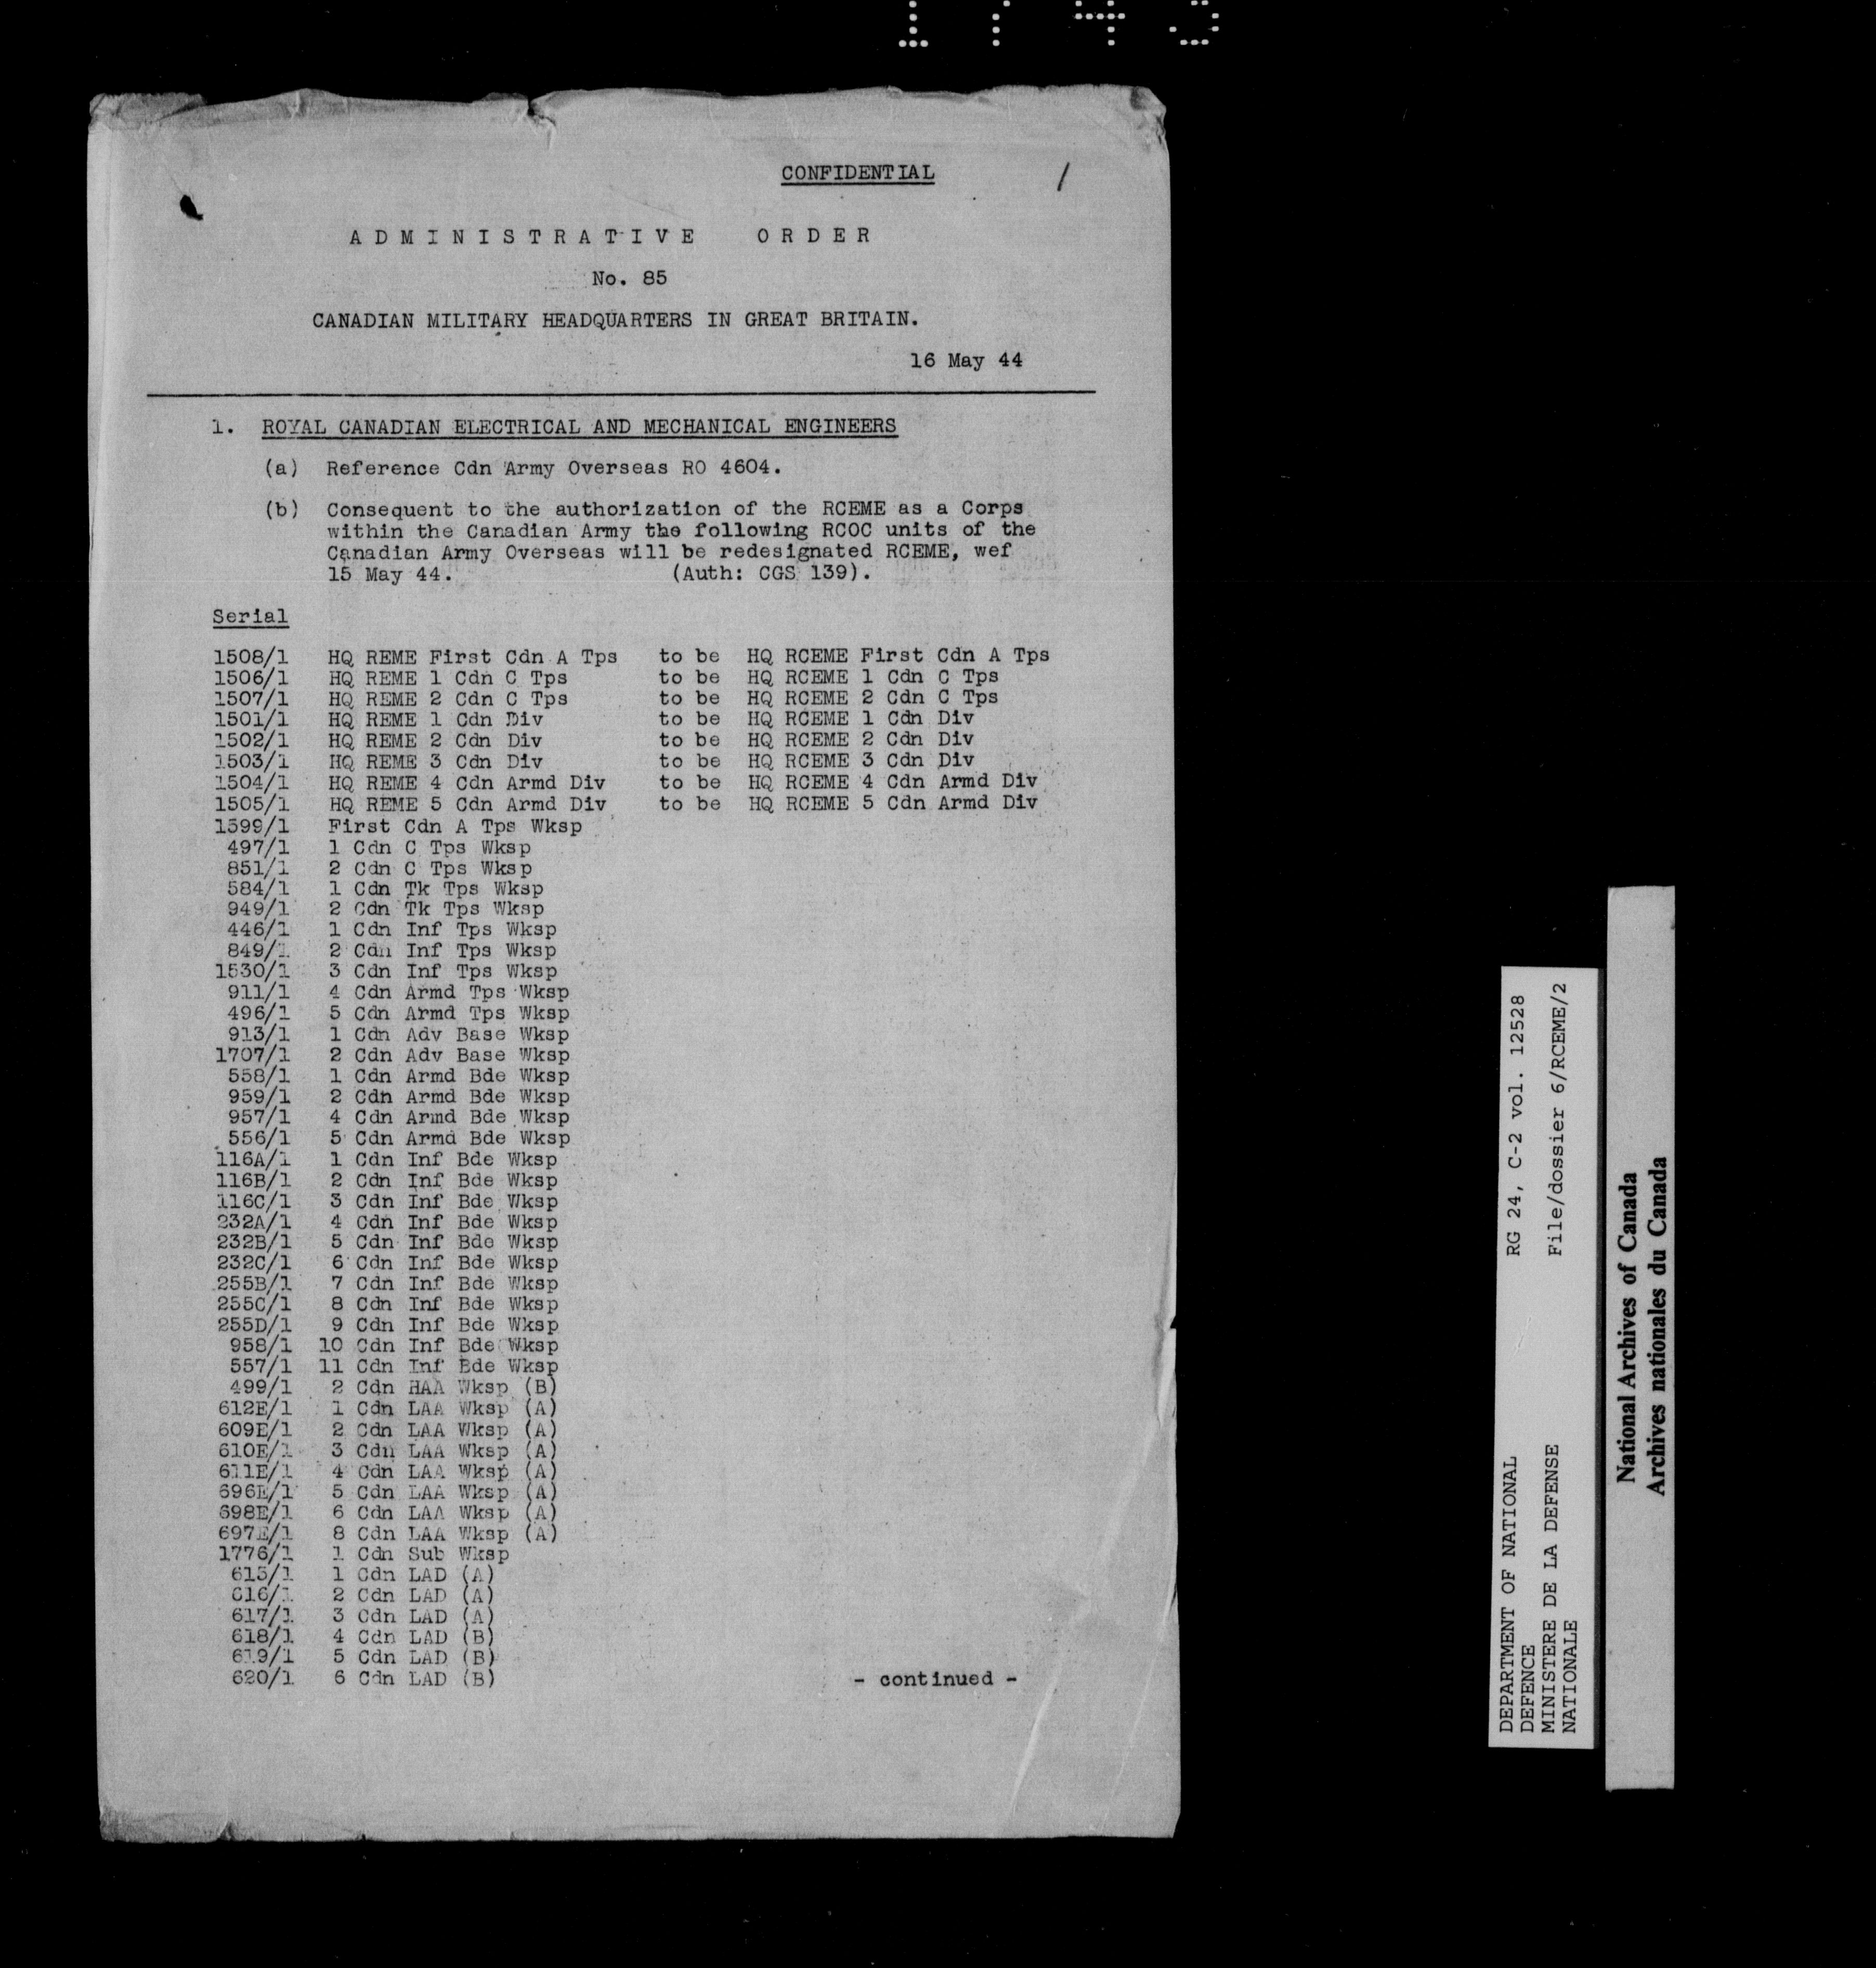 1743
CONFIDENTIAL
1
ADMINISTRATIVE ORDER
No. 85
CANADIAN MILITARY HEADQUARTERS IN GREAT BRITAIN.
16 May 44
1. ROYAL CANADIAN ELECTRICAL AND MECHANICAL ENGINEERS
(a) Reference Cdn Army Overseas RO 4604.
(b) Consequent to the authorization of the RCEME as a Corps
within the Canadian Army the following RCOC units of the
Canadian Army Overseas will be redesignated RCEME, wef
15 May 44. (Auth: CGS 139).
Serial
1508/1 HQ REME First Cdn A Tps to be HQ RCEME First Cdn A Tps
1506/1 HQ REME 1 Cdn C Tps to be HQ RCEME 1 Cdn C Tps
1507/1 HQ REME 2 Cdn C Tps to be HQ RCEME 2 Cdn C Tps
1501/1 HQ REME 1 Cdn Div to be HQ RCEME 1 Cdn Div
1502/1 HQ REME 2 Cdn Div to be HQ RCEME 2 Cdn Div
1503/1 HQ REME 3 Cdn Div to be HQ RCEME 3 Cdn Div
1504/1 HQ REME 4 Cdn Armd Div to be HQ RCEME 4 Cdn Armd Div
1505/1 HQ REME 5 Cdn Armd Div to be HQ RCEME 5 Cdn Armd Div
1599/1 First Cdn A Tps Wksp
497/1 1 Cdn C Tps Wksp
851/1 2 Cdn C Tps Wksp
584/1 1 Cdn Tk Tps Wksp
949/1 2 Cdn Tk Tps Wksp
446/1 1 Cdn Inf Tps Wksp
849/1 2 Cdn Inf Tps Wksp
1530/1 3 Cdn Inf Tps Wksp
911/1 4 Cdn Armd Tps Wksp
496/1 5 Cdn Armd Tps Wksp
913/1 1 Cdn Adv Base Wksp
1707/1 2 Cdn Adv Base Wksp
558/1 1 Cdn Armd Bde Wksp
959/1 2 Cdn Armd Bde Wksp
957/1 4 Cdn Armd Bde Wksp
556/1 5 Cdn Armd Bde Wksp
116A/1 1 Cdn Inf Bde Wksp
116B/1 2 Cdn Inf Bde Wksp
116C/1 3 Cdn Inf Bde Wksp
232A/1 4 Cdn Inf Bde Wksp
232B/1 5 Cdn Inf Bde Wksp
232C/1 6 Cdn Inf Bde Wksp
255B/1 7 Cdn Inf Bde Wksp
255C/1 8 Cdn Inf Bde Wksp
255D/1 9 Cdn Inf Bde Wksp
958/1 10 Cdn Inf Bde Wksp
557/1 11 Cdn Inf Bde Wksp
499/1 2 Cdn HAA Wksp (B)
612E/1 1 Cdn LAA Wksp (A)
609E/1 2 Cdn LAA Wksp (A)
610E/1 3 Cdn LAA Wksp (A)
611E/1 4 Cdn LAA Wksp (A)
696E/1 5 Cdn LAA Wksp (A)
698E/1 6 Cdn LAA Wksp (A)
697E/1 8 Cdn LAA Wksp (A)
1776/1 1 Cdn Sub Wksp
615/1 1 Cdn LAD (A)
616/1 2 Cdn LAD (A)
617/1 3 Cdn LAD (A)
618/1 4 Cdn LAD (B)
619/1 5 Cdn LAD (B)
620/1 6 Cdn LAD (B)
- continued -
DEPARTMENT OF NATIONAL
DEFENCE
MINISTERE DE LA DEFENSE
NATIONALE
RG 24, C-2 vol. 12528
File/dossier 6/RCEME/2
National Archives of Canada
Archives nationales du Canada